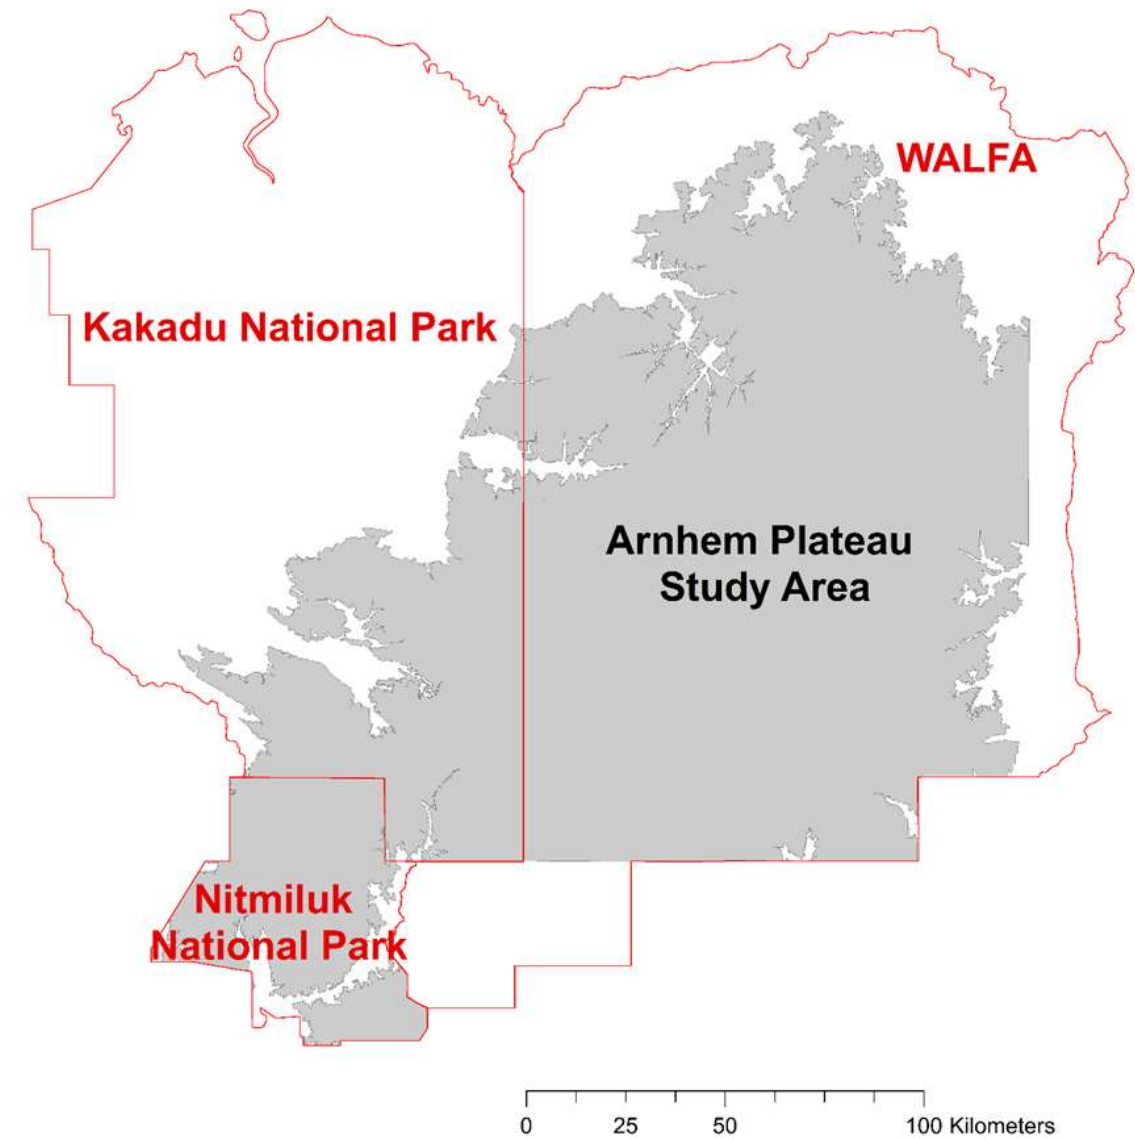 WALFA
Kakadu National Park
Arnhem Plateau
Study Area
Nitmiluk
National Park
0 25 50 100 Kilometers